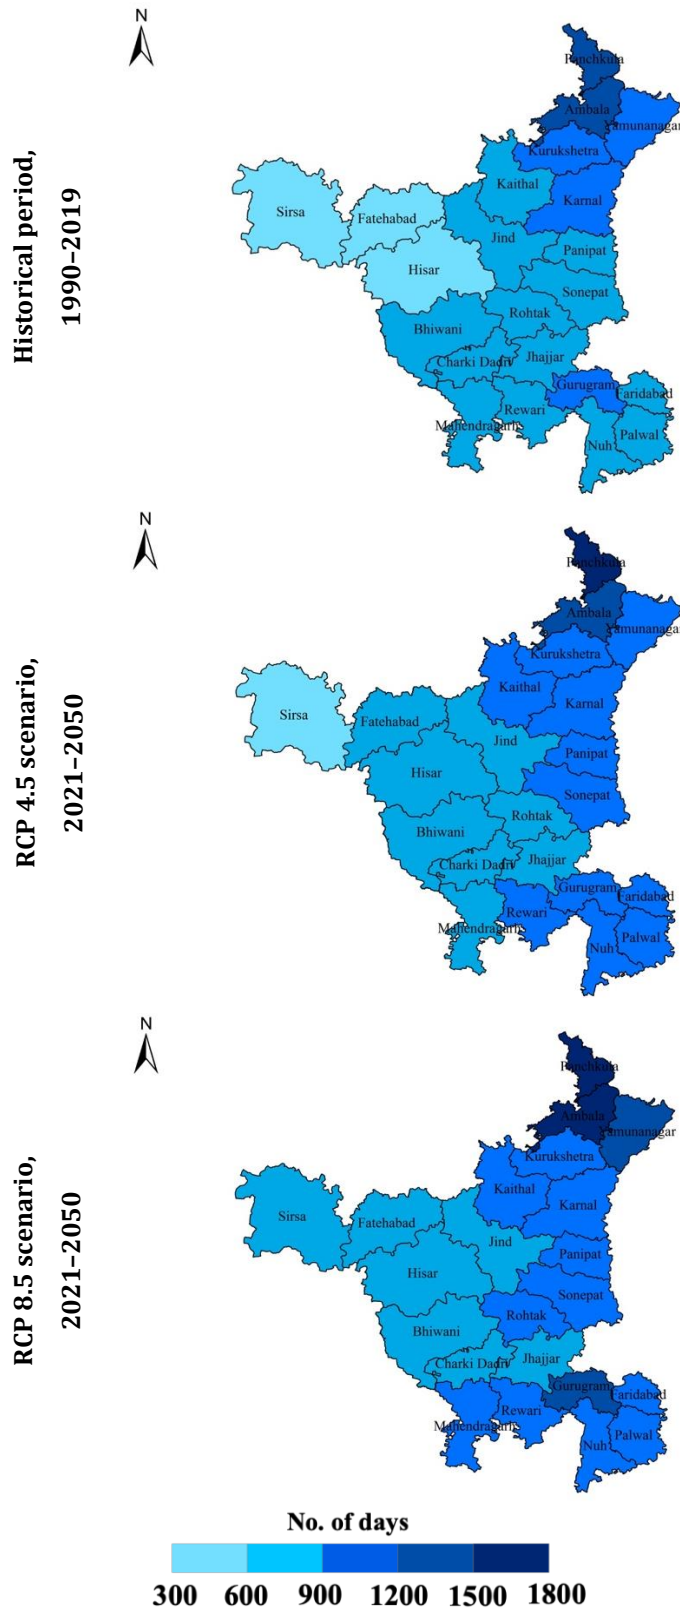 N
Historical period,
1990–2019
Panchkula
Ambala
Yamunanagar
Kurukshetra
Kaithal
Karnal
Sirsa
Fatehabad
Jind
Panipat
Hisar
Sonepat
Rohtak
Bhiwani
Charki Dadri
Jhajjar
Gurugram
Faridabad
Rewari
Mahendragarh
Palwal
Nuh
N
RCP 4.5 scenario,
2021–2050
Panchkula
Ambala
Yamunanagar
Kurukshetra
Kaithal
Karnal
Sirsa
Fatehabad
Jind
Panipat
Hisar
Sonepat
Rohtak
Bhiwani
Charki Dadri
Jhajjar
Gurugram
Faridabad
Rewari
Mahendragarh
Palwal
Nuh
N
RCP 8.5 scenario,
2021–2050
Panchkula
Ambala
Yamunanagar
Kurukshetra
Kaithal
Karnal
Sirsa
Fatehabad
Jind
Panipat
Hisar
Sonepat
Rohtak
Bhiwani
Charki Dadri
Jhajjar
Gurugram
Faridabad
Rewari
Mahendragarh
Palwal
Nuh
No. of days
300 600 900 1200 1500 1800